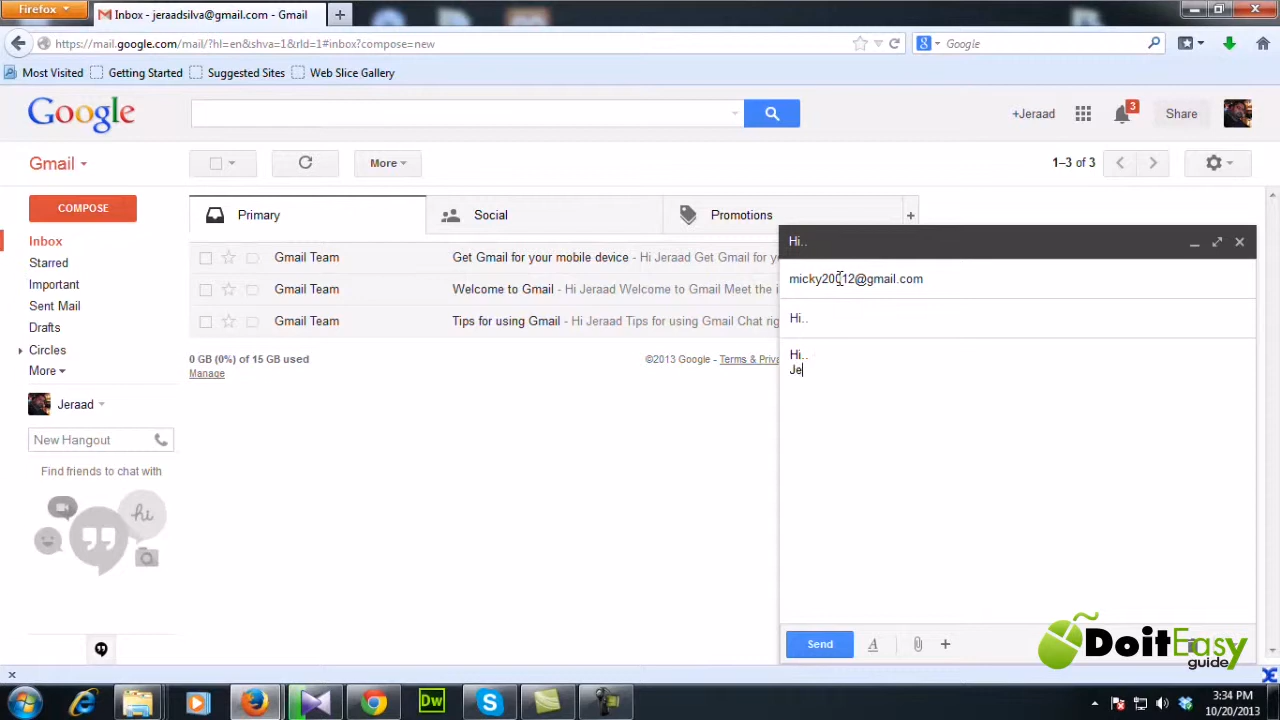 Firefox
Inbox - jeraadsilva@gmail.com - Gmail
https://mail.google.com/mail/?hl=en&shva=1&rld=1#inbox?compose=new
Google
Most Visited Getting Started Suggested Sites Web Slice Gallery
Google
+Jeraad
3
Share
Gmail
More
1–3 of 3
COMPOSE
Primary
Social
Promotions
+
Inbox
Starred
Important
Sent Mail
Drafts
Circles
More
Gmail Team Get Gmail for your mobile device - Hi Jeraad Get Gmail for
Gmail Team Welcome to Gmail - Hi Jeraad Welcome to Gmail Meet the
Gmail Team Tips for using Gmail - Hi Jeraad Tips for using Gmail Chat
0 GB (0%) of 15 GB used
Manage
©2013 Google - Terms &
Jeraad
New Hangout
Find friends to chat with
hi
Hi..
micky20012@gmail.com
Hi..
Hi..
Je
Send
A
DoitEasy
guide
Dw
3:34 PM
10/20/2013